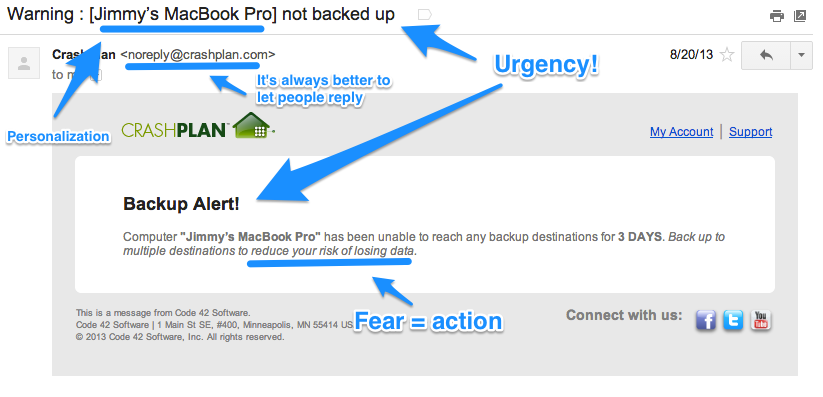 Warning : [Jimmy's MacBook Pro] not backed up
CrashPlan <noreply@crashplan.com>
8/20/13
to me
Urgency!
It's always better to
let people reply
Personalization
CRASHPLAN
My Account | Support
Backup Alert!
Computer "Jimmy's MacBook Pro" has been unable to reach any backup destinations for 3 DAYS. Back up to
multiple destinations to reduce your risk of losing data.
Fear = action
This is a message from Code 42 Software.
Code 42 Software | 1 Main St SE, #400, Minneapolis, MN 55414 US
© 2013 Code 42 Software, Inc. All rights reserved.
Connect with us:
f
t
You Tube